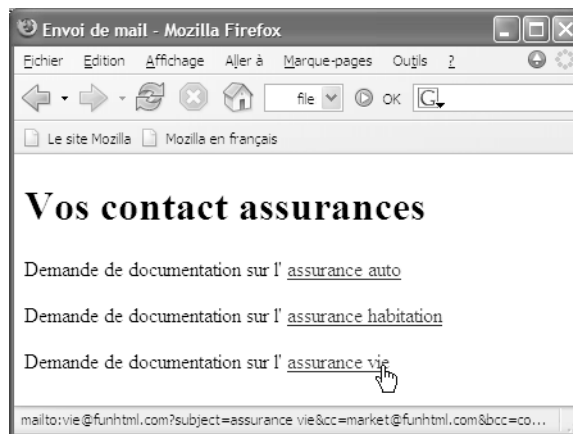 Envoi de mail - Mozilla Firefox
Fichier Edition Affichage Aller à Marque-pages Outils ?
file OK G
Le site Mozilla Mozilla en français
Vos contact assurances
Demande de documentation sur l' assurance auto
Demande de documentation sur l' assurance habitation
Demande de documentation sur l' assurance vie
mailto:vie@funhtml.com?subject=assurance vie&cc=market@funhtml.com&bcc=co...